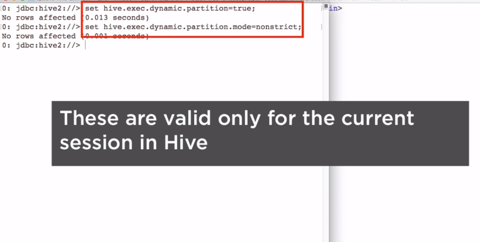 0: jdbc:hive2://> set hive.exec.dynamic.partition=true;
No rows affected (0.013 seconds)
0: jdbc:hive2://> set hive.exec.dynamic.partition.mode=nonstrict;
No rows affected (0.001 seconds)
0: jdbc:hive2://>
in>
These are valid only for the current
session in Hive